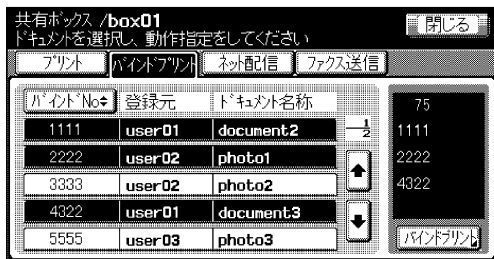 共有ボックス /box01
閉じる
ドキュメントを選択し、動作指定をしてください
プリント バインドプリント ネット配信 ファクス送信
バインドNo 登録元 ドキュメント名称
1111 user01 document2
2222 user02 photo1
3333 user02 photo2
4322 user01 document3
5555 user03 photo3
1/2
75
1111
2222
4322
バインドプリント